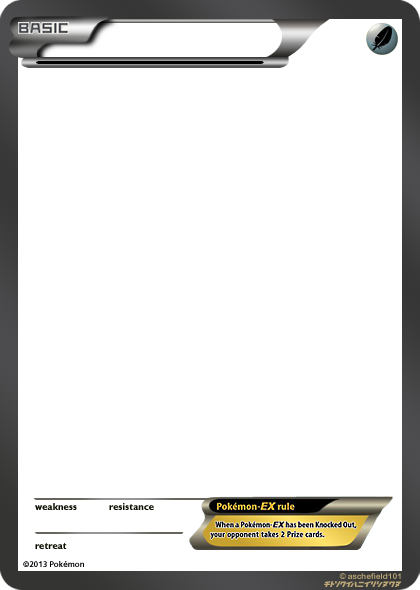 BASIC
weakness resistance
Pokémon-EX rule
When a Pokémon-EX has been Knocked Out,
your opponent takes 2 Prize cards.
retreat
©2013 Pokémon
© aschefield101